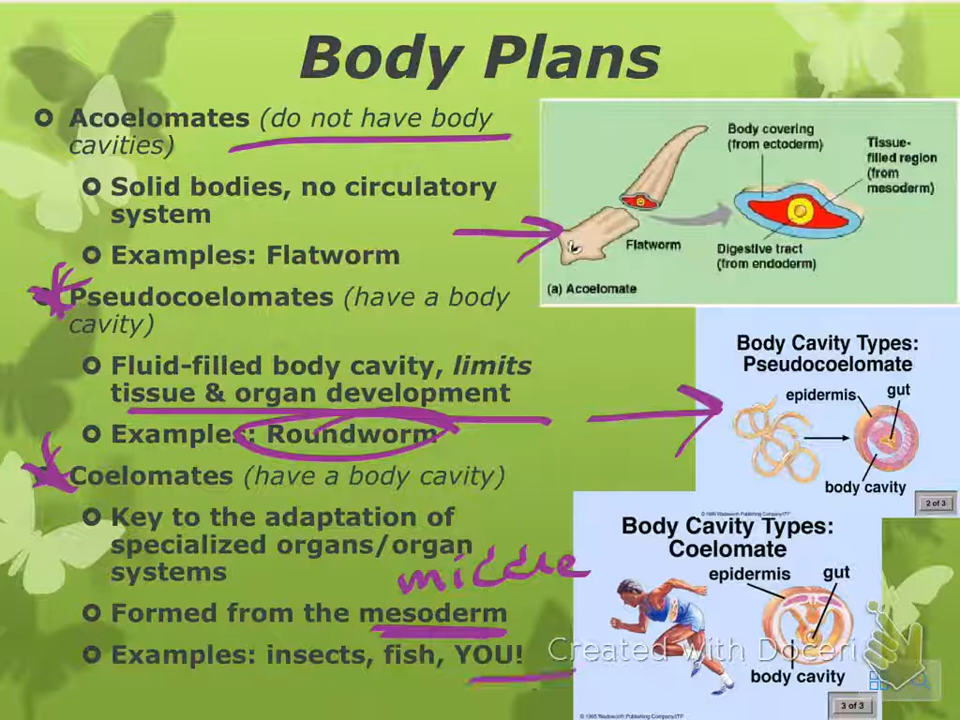 Body Plans
Acoelomates (do not have body
cavities)
Solid bodies, no circulatory
system
Examples: Flatworm
Pseudocoelomates (have a body
cavity)
Fluid-filled body cavity, limits
tissue & organ development
Examples: Roundworm
Coelomates (have a body cavity)
Key to the adaptation of
specialized organs/organ
systems
middle
Formed from the mesoderm
Examples: insects, fish, YOU!
Body covering
(from ectoderm)
Tissue-
filled region
(from
mesoderm)
Flatworm
Digestive tract
(from endoderm)
(a) Acoelomate
Body Cavity Types:
Pseudocoelomate
epidermis
gut
body cavity
2 of 3
Body Cavity Types:
Coelomate
epidermis
gut
Created with Doceri
body cavity
3 of 3